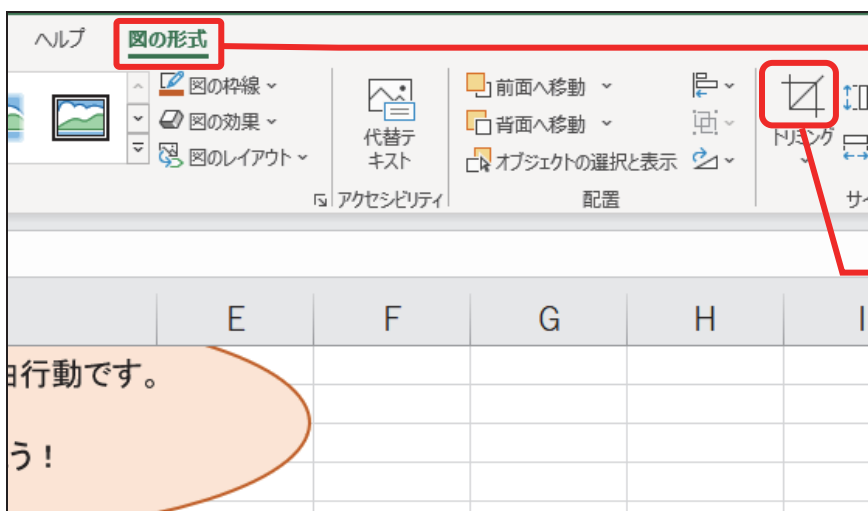 ヘルプ 図の形式
図の枠線
図の効果
図のレイアウト
代替テ
キスト
アクセシビリティ
前面へ移動
背面へ移動
オブジェクトの選択と表示
配置
トリミング
サイ
E F G H I
行動です。
う！